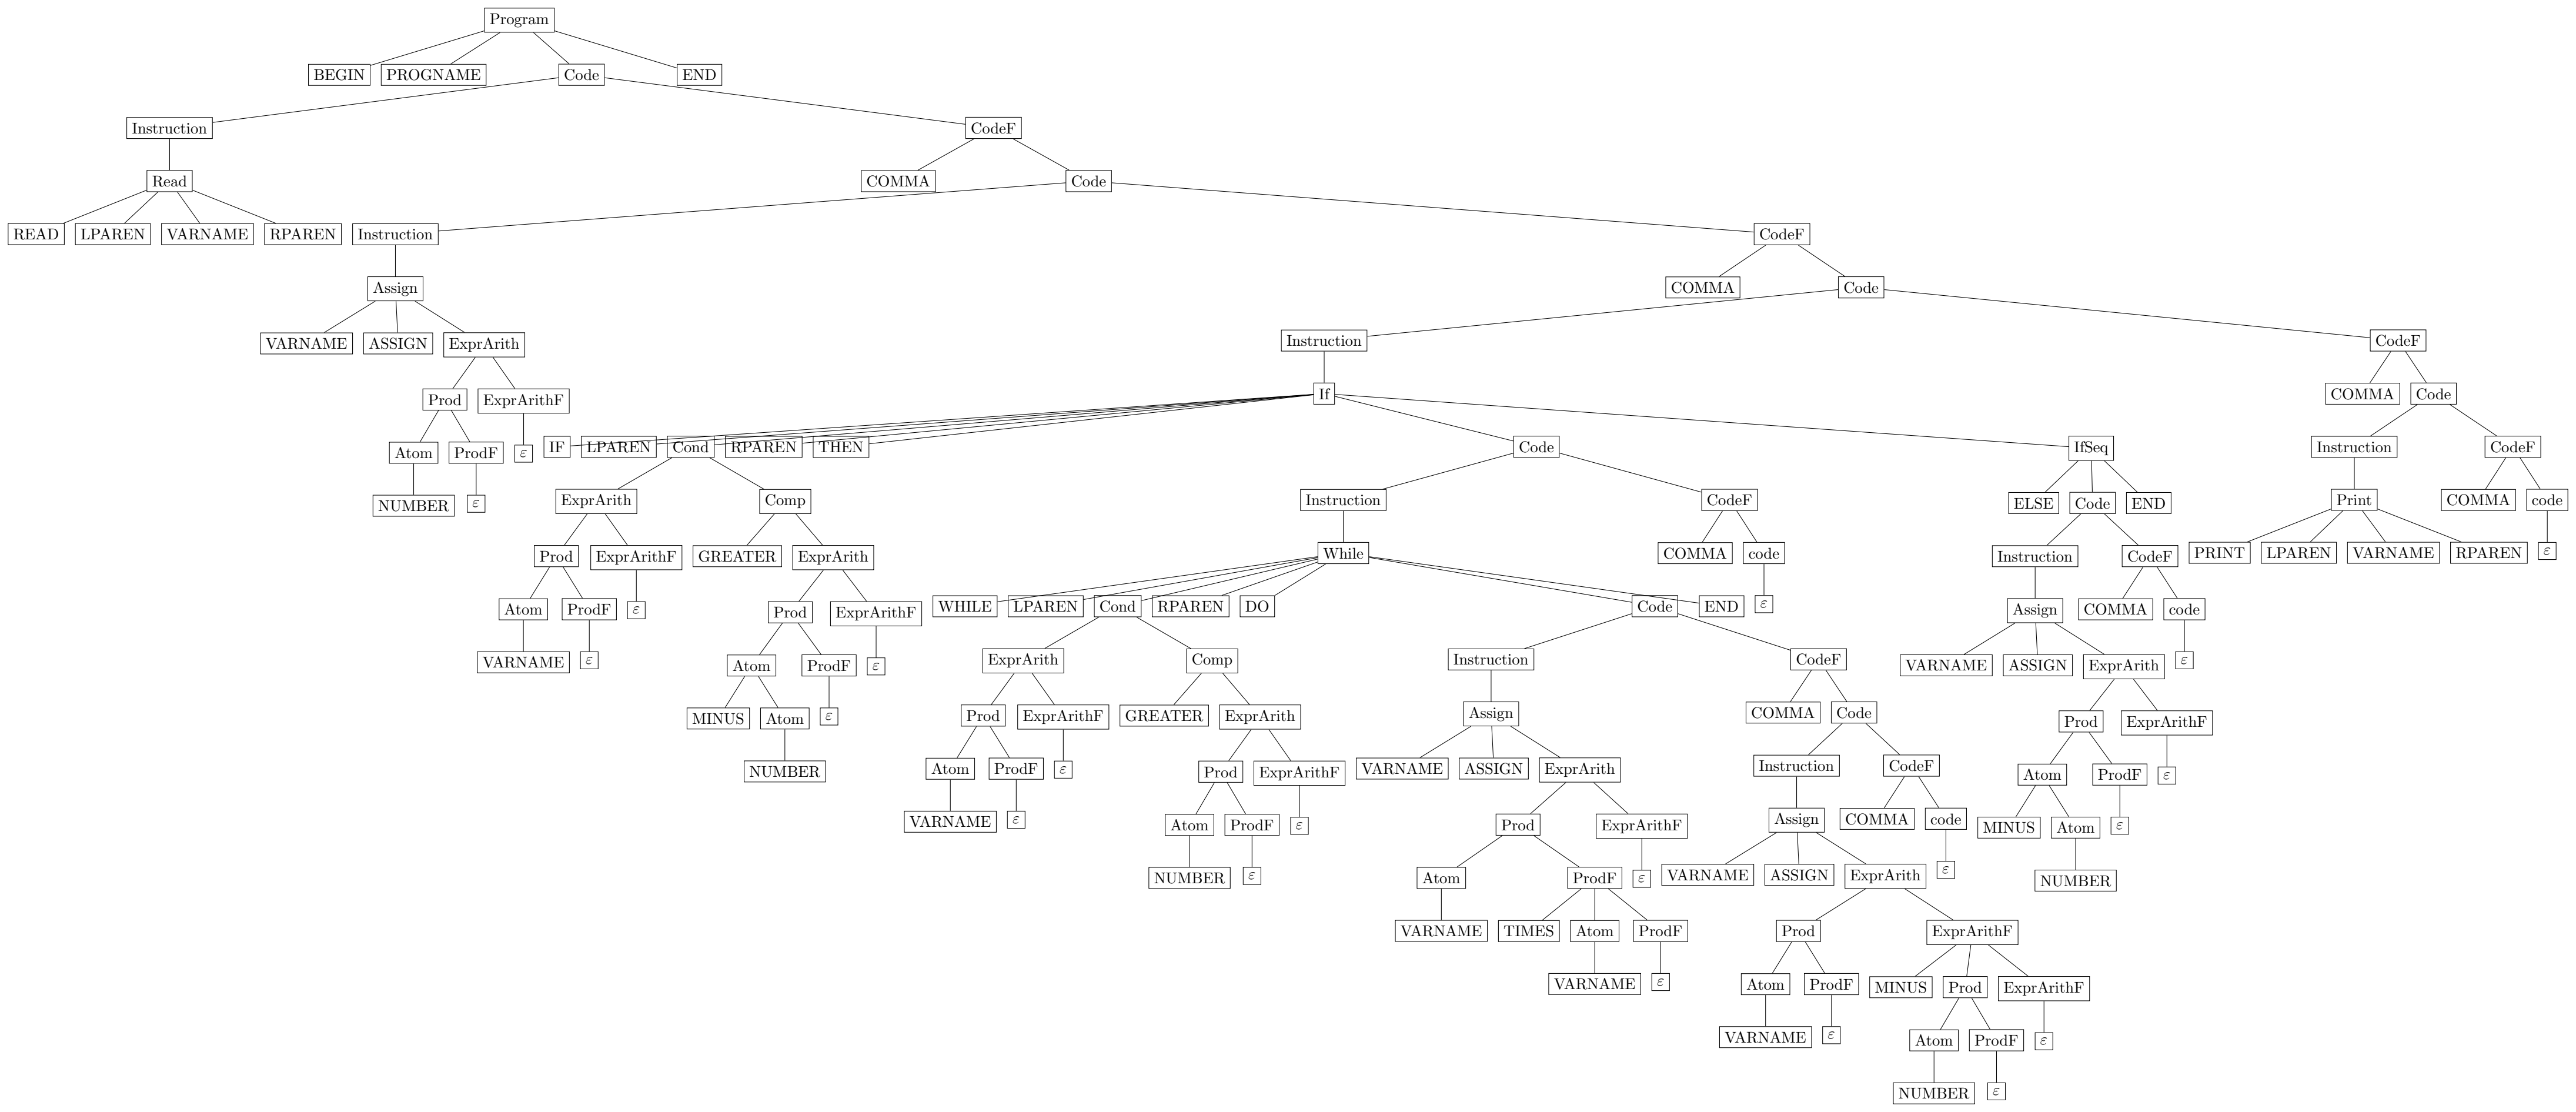 Program
BEGIN PROGNAME Code END
Instruction CodeF
Read COMMA Code
READ LPAREN VARNAME RPAREN Instruction CodeF
Assign COMMA Code
VARNAME ASSIGN ExprArith Instruction CodeF
Prod ExprArithF If COMMA Code
Atom ProdF ε IF LPAREN Cond RPAREN THEN Code IfSeq Instruction CodeF
NUMBER ε ExprArith Comp Instruction CodeF ELSE Code END Print COMMA code
Prod ExprArithF GREATER ExprArith While COMMA code Instruction CodeF PRINT LPAREN VARNAME RPAREN ε
Atom ProdF ε Prod ExprArithF WHILE LPAREN Cond RPAREN DO Code END ε Assign COMMA code
VARNAME ε Atom ProdF ε ExprArith Comp Instruction CodeF VARNAME ASSIGN ExprArith ε
MINUS Atom ε Prod ExprArithF GREATER ExprArith Assign COMMA Code Prod ExprArithF
NUMBER Atom ProdF ε Prod ExprArithF VARNAME ASSIGN ExprArith Instruction CodeF Atom ProdF ε
VARNAME ε Atom ProdF ε Prod ExprArithF Assign COMMA code MINUS Atom ε
NUMBER ε Atom ProdF ε VARNAME ASSIGN ExprArith ε NUMBER
VARNAME TIMES Atom ProdF Prod ExprArithF
VARNAME ε Atom ProdF MINUS Prod ExprArithF
VARNAME ε Atom ProdF ε
NUMBER ε